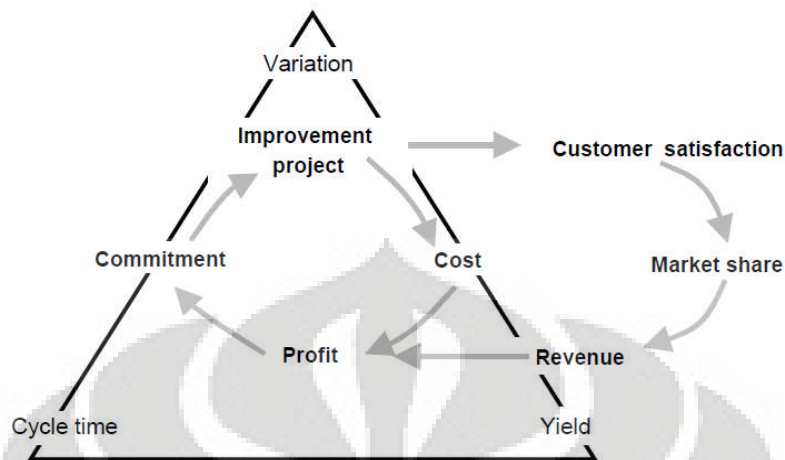 Variation
Improvement
project
Customer satisfaction
Commitment
Cost
Market share
Profit
Revenue
Cycle time
Yield